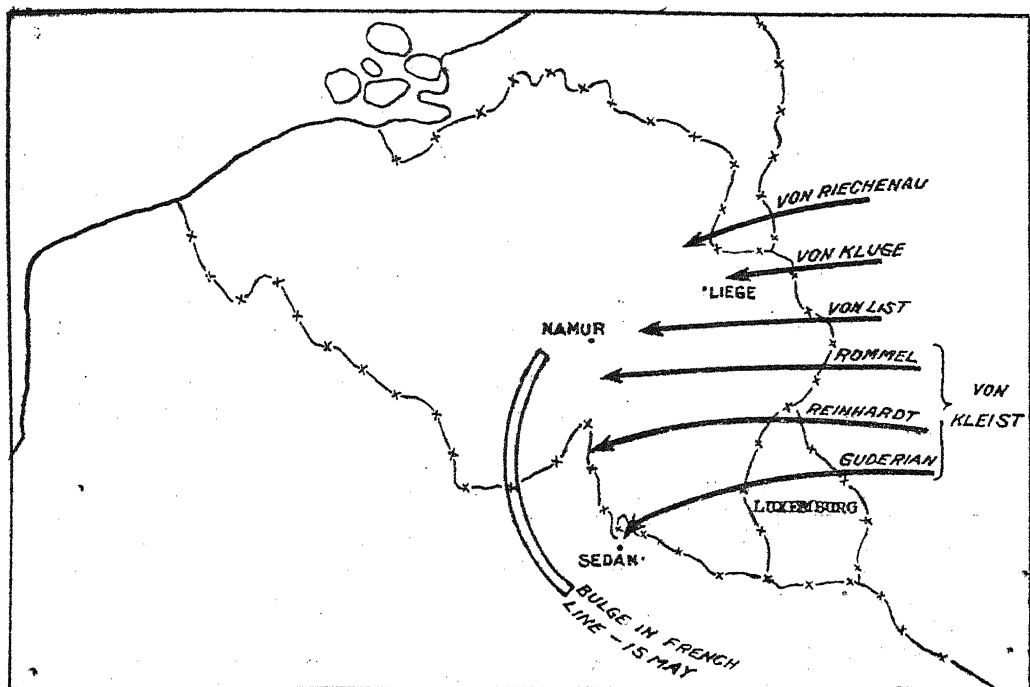 VON RIECHENAU
VON KLUGE
LIEGE
VON LIST
NAMUR
ROMMEL
VON
KLEIST
REINHARDT
GUDERIAN
LUXEMBURG
SEDAN
BULGE IN FRENCH
LINE - 15 MAY